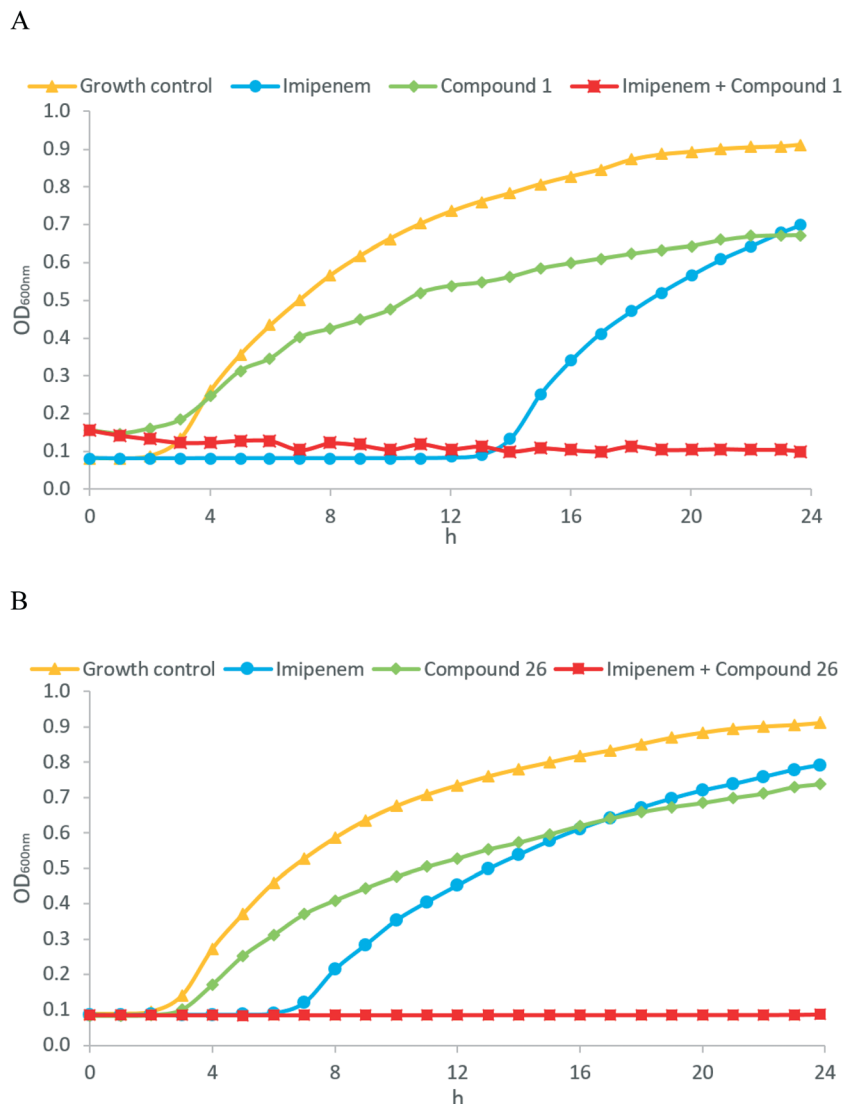 A
Growth control Imipenem Compound 1 Imipenem + Compound 1
1.0
0.9
0.8
0.7
0.6
0.5
0.4
0.3
0.2
0.1
0.0
OD600nm
0 4 8 12 16 20 24
h
B
Growth control Imipenem Compound 26 Imipenem + Compound 26
1.0
0.9
0.8
0.7
0.6
0.5
0.4
0.3
0.2
0.1
0.0
OD600nm
0 4 8 12 16 20 24
h